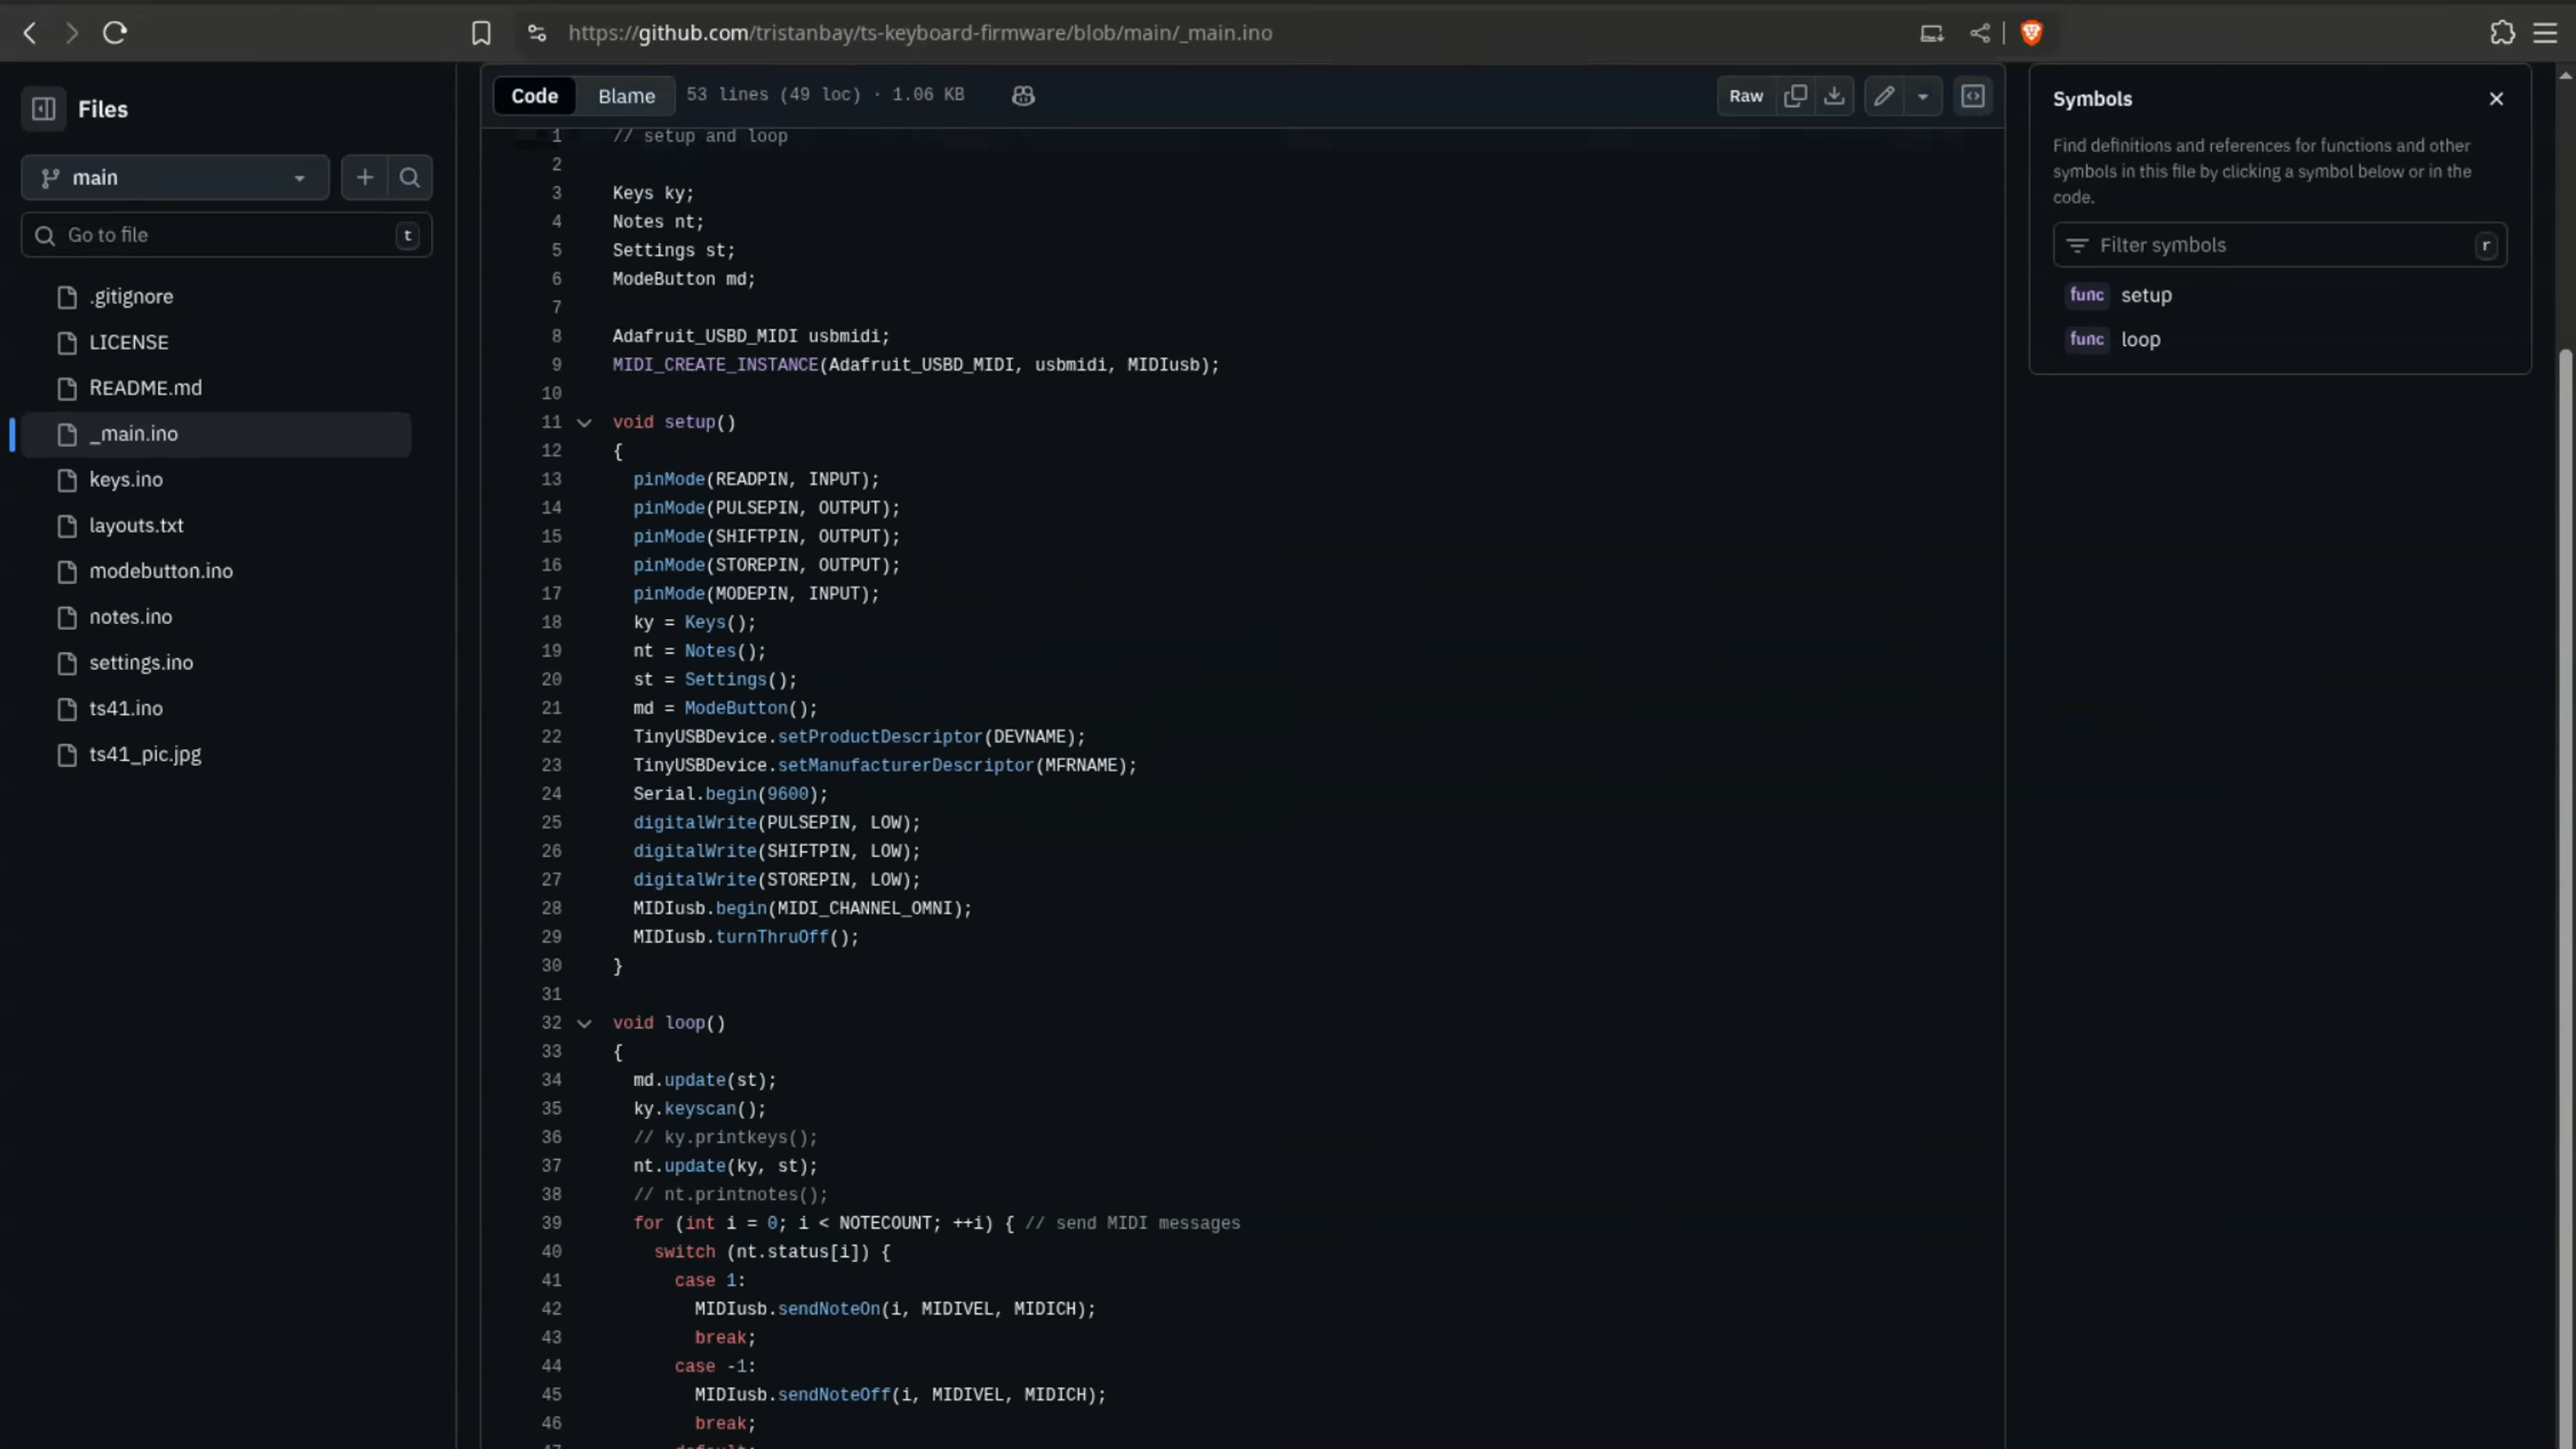 https://github.com/tristanbay/ts-keyboard-firmware/blob/main/_main.ino
Files
main
Go to file
t
.gitignore
LICENSE
README.md
_main.ino
keys.ino
layouts.txt
modebutton.ino
notes.ino
settings.ino
ts41.ino
ts41_pic.jpg
Code Blame 53 lines (49 loc) · 1.06 KB
Raw
1 // setup and loop
2
3 Keys ky;
4 Notes nt;
5 Settings st;
6 ModeButton md;
7
8 Adafruit_USBD_MIDI usbmidi;
9 MIDI_CREATE_INSTANCE(Adafruit_USBD_MIDI, usbmidi, MIDIusb);
10
11 void setup()
12 {
13 pinMode(READPIN, INPUT);
14 pinMode(PULSEPIN, OUTPUT);
15 pinMode(SHIFTPIN, OUTPUT);
16 pinMode(STOREPIN, OUTPUT);
17 pinMode(MODEPIN, INPUT);
18 ky = Keys();
19 nt = Notes();
20 st = Settings();
21 md = ModeButton();
22 TinyUSBDevice.setProductDescriptor(DEVNAME);
23 TinyUSBDevice.setManufacturerDescriptor(MFRNAME);
24 Serial.begin(9600);
25 digitalWrite(PULSEPIN, LOW);
26 digitalWrite(SHIFTPIN, LOW);
27 digitalWrite(STOREPIN, LOW);
28 MIDIusb.begin(MIDI_CHANNEL_OMNI);
29 MIDIusb.turnThruOff();
30 }
31
32 void loop()
33 {
34 md.update(st);
35 ky.keyscan();
36 // ky.printkeys();
37 nt.update(ky, st);
38 // nt.printnotes();
39 for (int i = 0; i < NOTECOUNT; ++i) { // send MIDI messages
40 switch (nt.status[i]) {
41 case 1:
42 MIDIusb.sendNoteOn(i, MIDIVEL, MIDICH);
43 break;
44 case -1:
45 MIDIusb.sendNoteOff(i, MIDIVEL, MIDICH);
46 break;
47 default:
Symbols
Find definitions and references for functions and other
symbols in this file by clicking a symbol below or in the
code.
Filter symbols
r
func setup
func loop